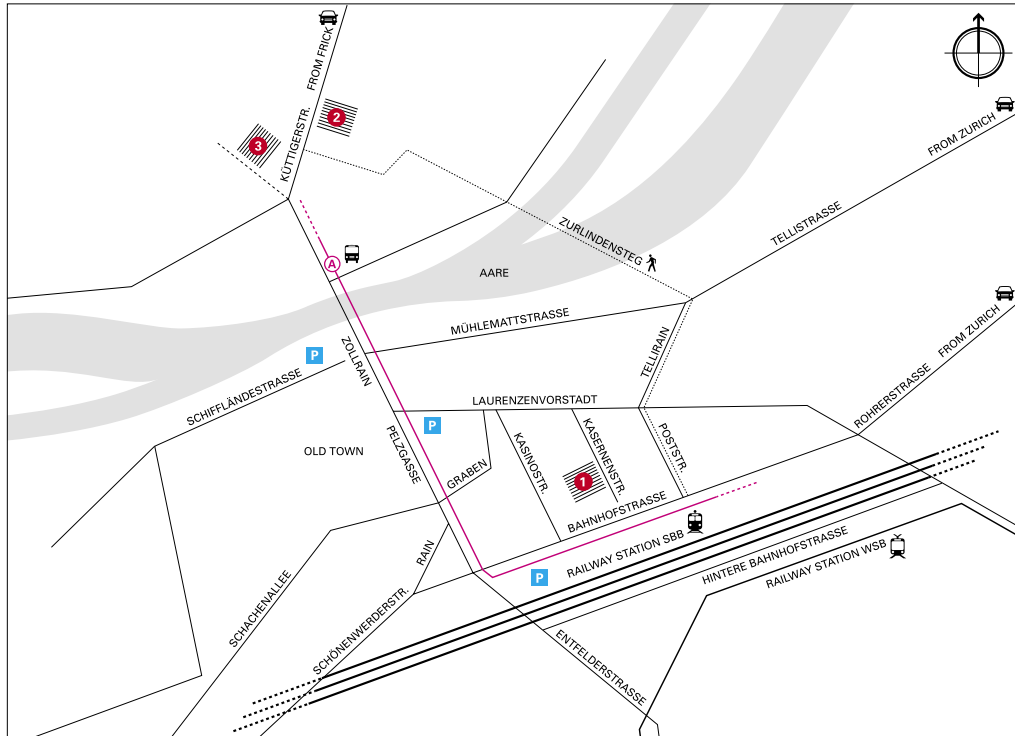 FROM FRICK
KÜTTIGERSTR.
2
3
FROM ZURICH
TELLISTRASSE
ZURLINDENSTEG
A
AARE
FROM ZURICH
ROHRERSTRASSE
MÜHLEMATTSTRASSE
ZOLLRAIN
P
TELLIRAIN
SCHIFFLÄNDESTRASSE
LAURENZENVORSTADT
P
OLD TOWN
PELZGASSE
GRABEN
KASINOSTR.
KASERNENSTR.
POSTSTR.
1
BAHNHOFSTRASSE
RAILWAY STATION SBB
P
HINTERE BAHNHOFSTRASSE
RAILWAY STATION WSB
RAIN
SCHACHENALLEE
SCHÖNENWERDERSTR.
ENTFELDERSTRASSE